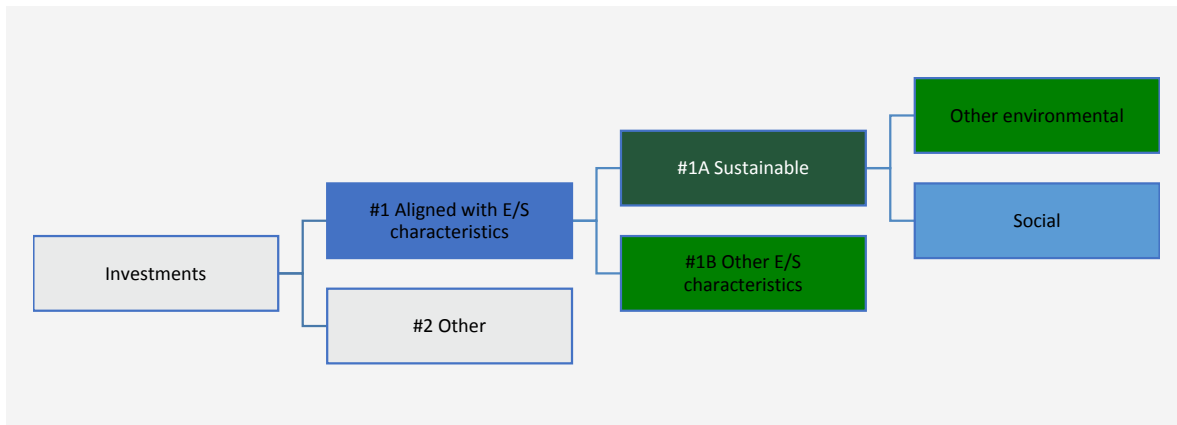 Investments
#1 Aligned with E/S
characteristics
#2 Other
#1A Sustainable
#1B Other E/S
characteristics
Other environmental
Social